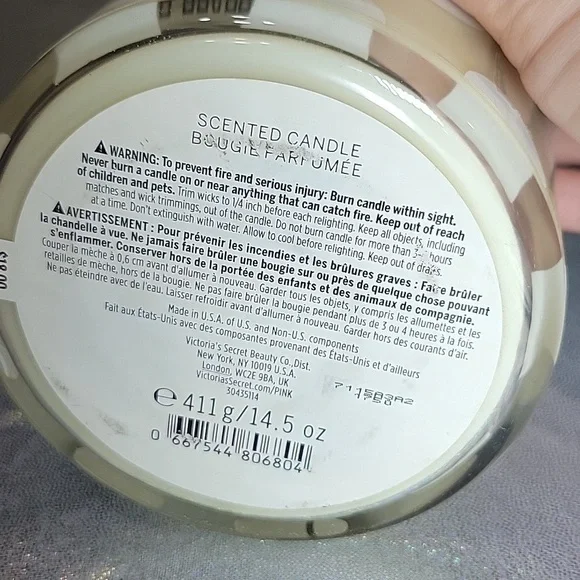 SCENTED CANDLE
BOUGIE PARFUMÉE
⚠ WARNING: To prevent fire and serious injury: Burn candle within sight.
Never burn a candle on or near anything that can catch fire. Keep out of reach
of children and pets. Trim wicks to 1/4 inch before each relighting. Keep all objects, including
matches and wick trimmings, out of the candle. Do not burn candle for more than hours
at a time. Don't extinguish with water. Allow to cool before relighting. Keep out of drafts.
⚠ AVERTISSEMENT : Pour prévenir les incendies et les brûlures graves : Faire brûler
la chandelle à vue. Ne jamais faire brûler une bougie sur ou près de quelque chose pouvant
s'enflammer. Conserver hors de la portée des enfants et des animaux de compagnie.
Couper la mèche à 0,6 cm avant d'allumer à nouveau. Garder tous les objets, y compris les allumettes et les
retailles de mèche, hors de la bougie. Ne pas faire brûler la bougie pendant plus de 3 ou 4 heures à la fois.
Ne pas éteindre avec de l'eau. Laisser refroidir avant d'allumer à nouveau. Garder hors des courants d'air.
Made in U.S.A. of U.S. and Non-U.S. components
Fait aux États-Unis avec des composantes provenant des États-Unis et d'ailleurs
Victoria's Secret Beauty Co. Dist.
New York, NY 10019 U.S.A.
London, WC2E 9BA, UK
VictoriasSecret.com/PINK
30435114
7115B3A2
1750
℮ 411 g/14.5 oz
0 667544 806804